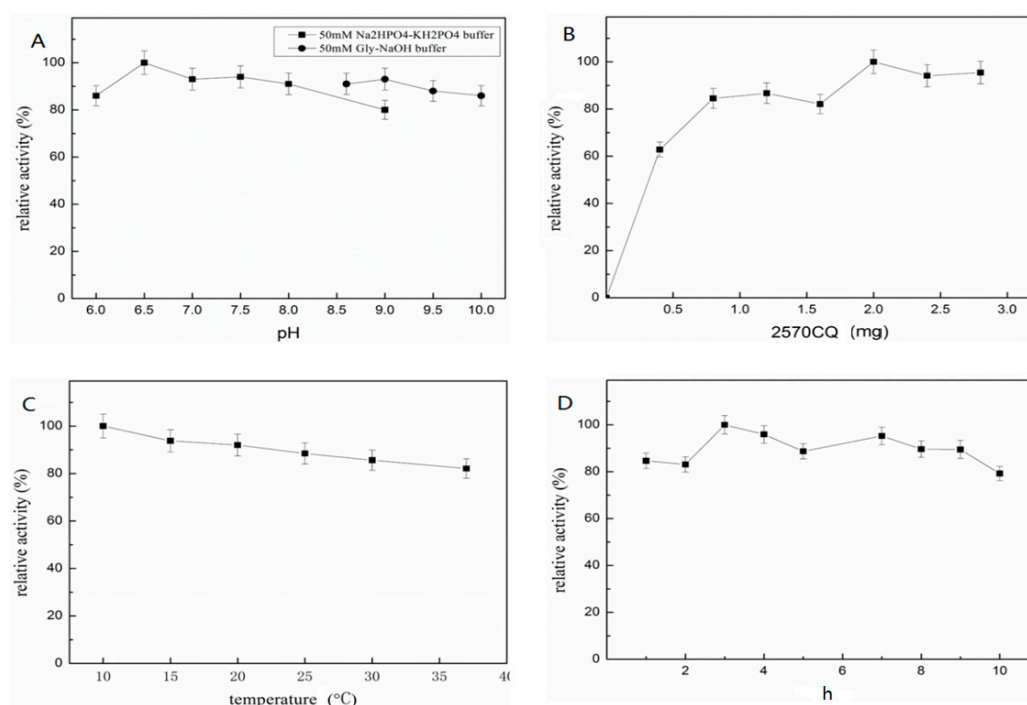 A
50mm Na2HPO4-KH2PO4 buffer
50mM Gly-NaOH buffer
100
80
60
40
20
0
relative activity (%)
6.0 6.5 7.0 7.5 8.0 8.5 9.0 9.5 10.0
pH
B
100
80
60
40
20
0
relative activity (%)
0.5 1.0 1.5 2.0 2.5 3.0
2570CQ (mg)
C
100
80
60
40
20
0
relative activity (%)
10 15 20 25 30 35 40
temperature (°C)
D
100
80
60
40
20
0
relative activity (%)
2 4 6 8 10
h